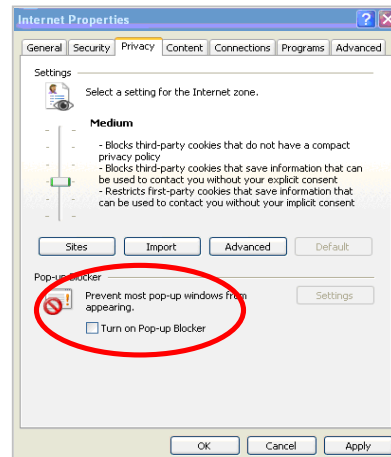 Internet Properties
General Security Privacy Content Connections Programs Advanced
Settings
Select a setting for the Internet zone.
Medium
- Blocks third-party cookies that do not have a compact
privacy policy
- Blocks third-party cookies that save information that can
be used to contact you without your explicit consent
- Restricts first-party cookies that save information that
can be used to contact you without your implicit consent
Sites Import Advanced Default
Pop-up Blocker
Prevent most pop-up windows from
appearing.
Settings
Turn on Pop-up Blocker
OK Cancel Apply